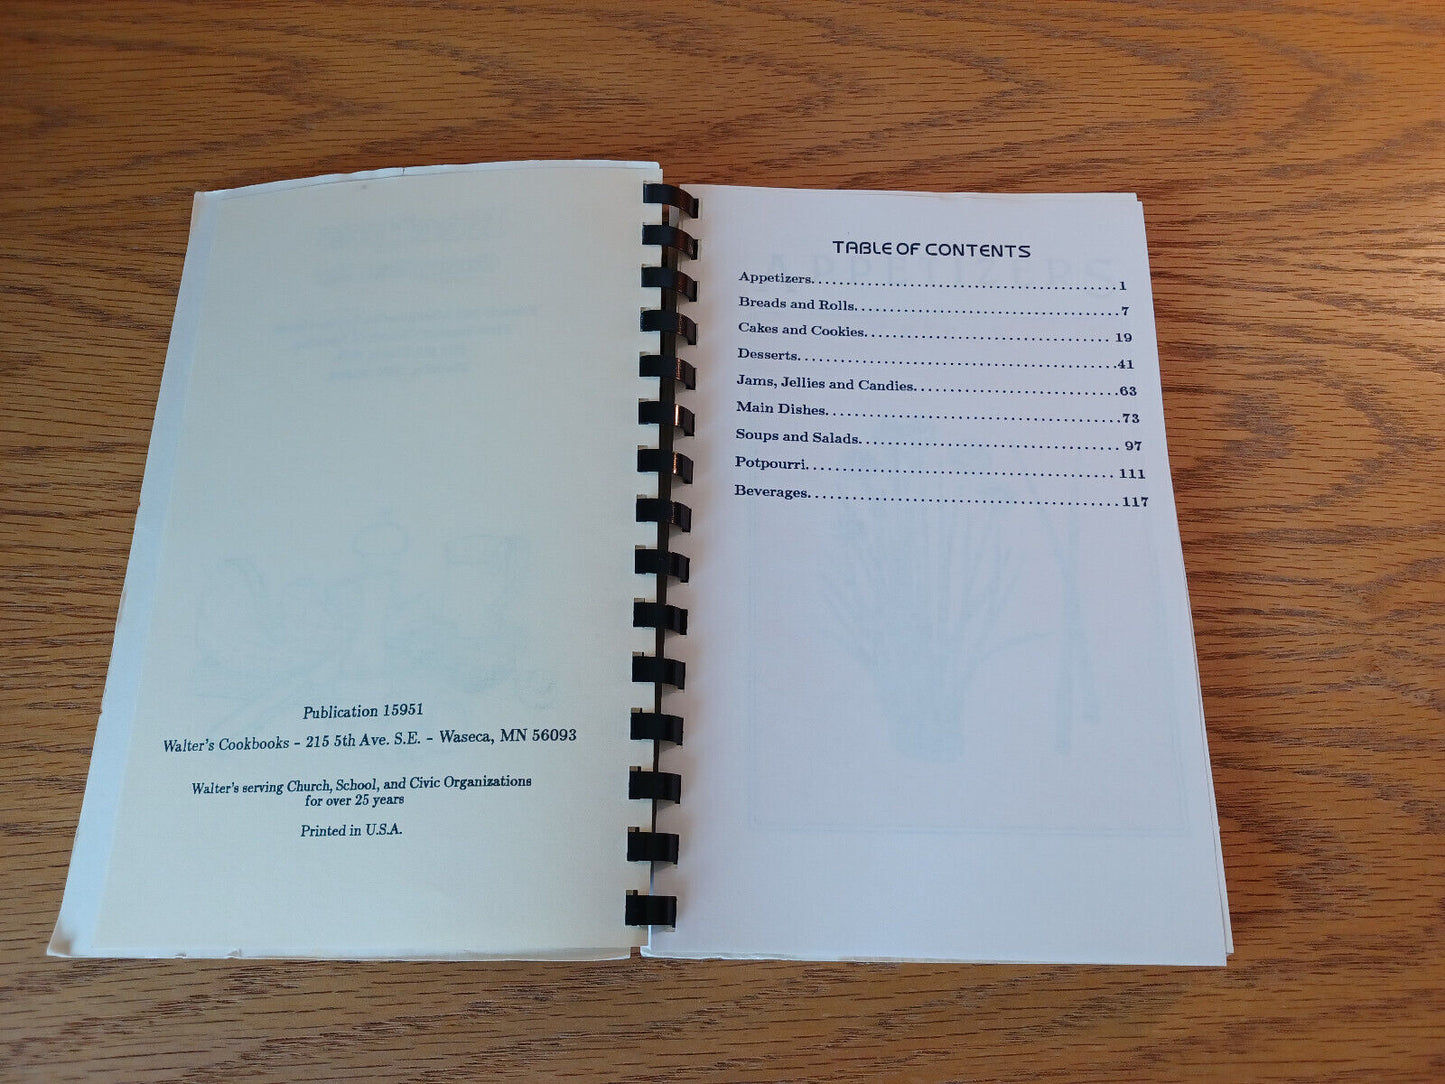 Publication 15951
Walter's Cookbooks - 215 5th Ave. S.E. - Waseca, MN 56093
Walter's serving Church, School, and Civic Organizations
for over 25 years
Printed in U.S.A.
TABLE OF CONTENTS
Appetizers. . . . . . . . . . . . . . . . . . . . . . . . . . . . . . . . . . . . . . . . . 1
Breads and Rolls. . . . . . . . . . . . . . . . . . . . . . . . . . . . . . . . . . . 7
Cakes and Cookies. . . . . . . . . . . . . . . . . . . . . . . . . . . . . . . . . 19
Desserts. . . . . . . . . . . . . . . . . . . . . . . . . . . . . . . . . . . . . . . . . . 41
Jams, Jellies and Candies. . . . . . . . . . . . . . . . . . . . . . . . . . . 63
Main Dishes. . . . . . . . . . . . . . . . . . . . . . . . . . . . . . . . . . . . . . 73
Soups and Salads. . . . . . . . . . . . . . . . . . . . . . . . . . . . . . . . . . 97
Potpourri. . . . . . . . . . . . . . . . . . . . . . . . . . . . . . . . . . . . . . . . 111
Beverages. . . . . . . . . . . . . . . . . . . . . . . . . . . . . . . . . . . . . . . . 117
APPETIZERS